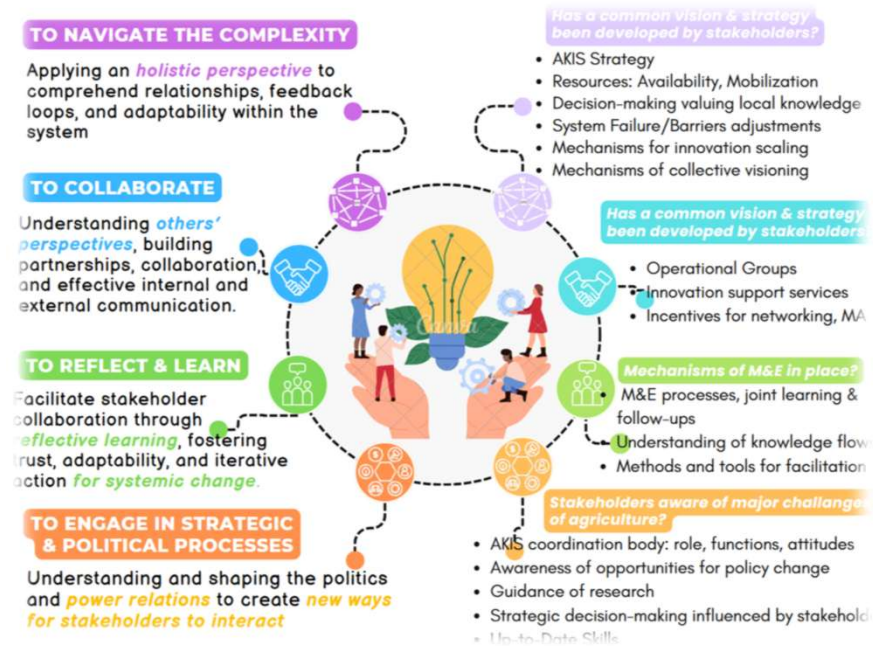 TO NAVIGATE THE COMPLEXITY
Applying an holistic perspective to
comprehend relationships, feedback
loops, and adaptability within the
system
TO COLLABORATE
Understanding others'
perspectives, building
partnerships, collaboration,
and effective internal and
external communication.
TO REFLECT & LEARN
Facilitate stakeholder
collaboration through
reflective learning, fostering
trust, adaptability, and iterative
action for systemic change.
TO ENGAGE IN STRATEGIC
& POLITICAL PROCESSES
Understanding and shaping the politics
and power relations to create new ways
for stakeholders to interact
Canva
Has a common vision & strategy
been developed by stakeholders?
• AKIS Strategy
• Resources: Availability, Mobilization
• Decision-making valuing local knowledge
• System Failure/Barriers adjustments
• Mechanisms for innovation scaling
• Mechanisms of collective visioning
Has a common vision & strategy
been developed by stakeholders
• Operational Groups
• Innovation support services
• Incentives for networking, MA
Mechanisms of M&E in place?
• M&E processes, joint learning &
follow-ups
• Understanding of knowledge flow
• Methods and tools for facilitation
Stakeholders aware of major challange
of agriculture?
• AKIS coordination body: role, functions, attitudes
• Awareness of opportunities for policy change
• Guidance of research
• Strategic decision-making influenced by stakehold
• Up-to-Date Skills